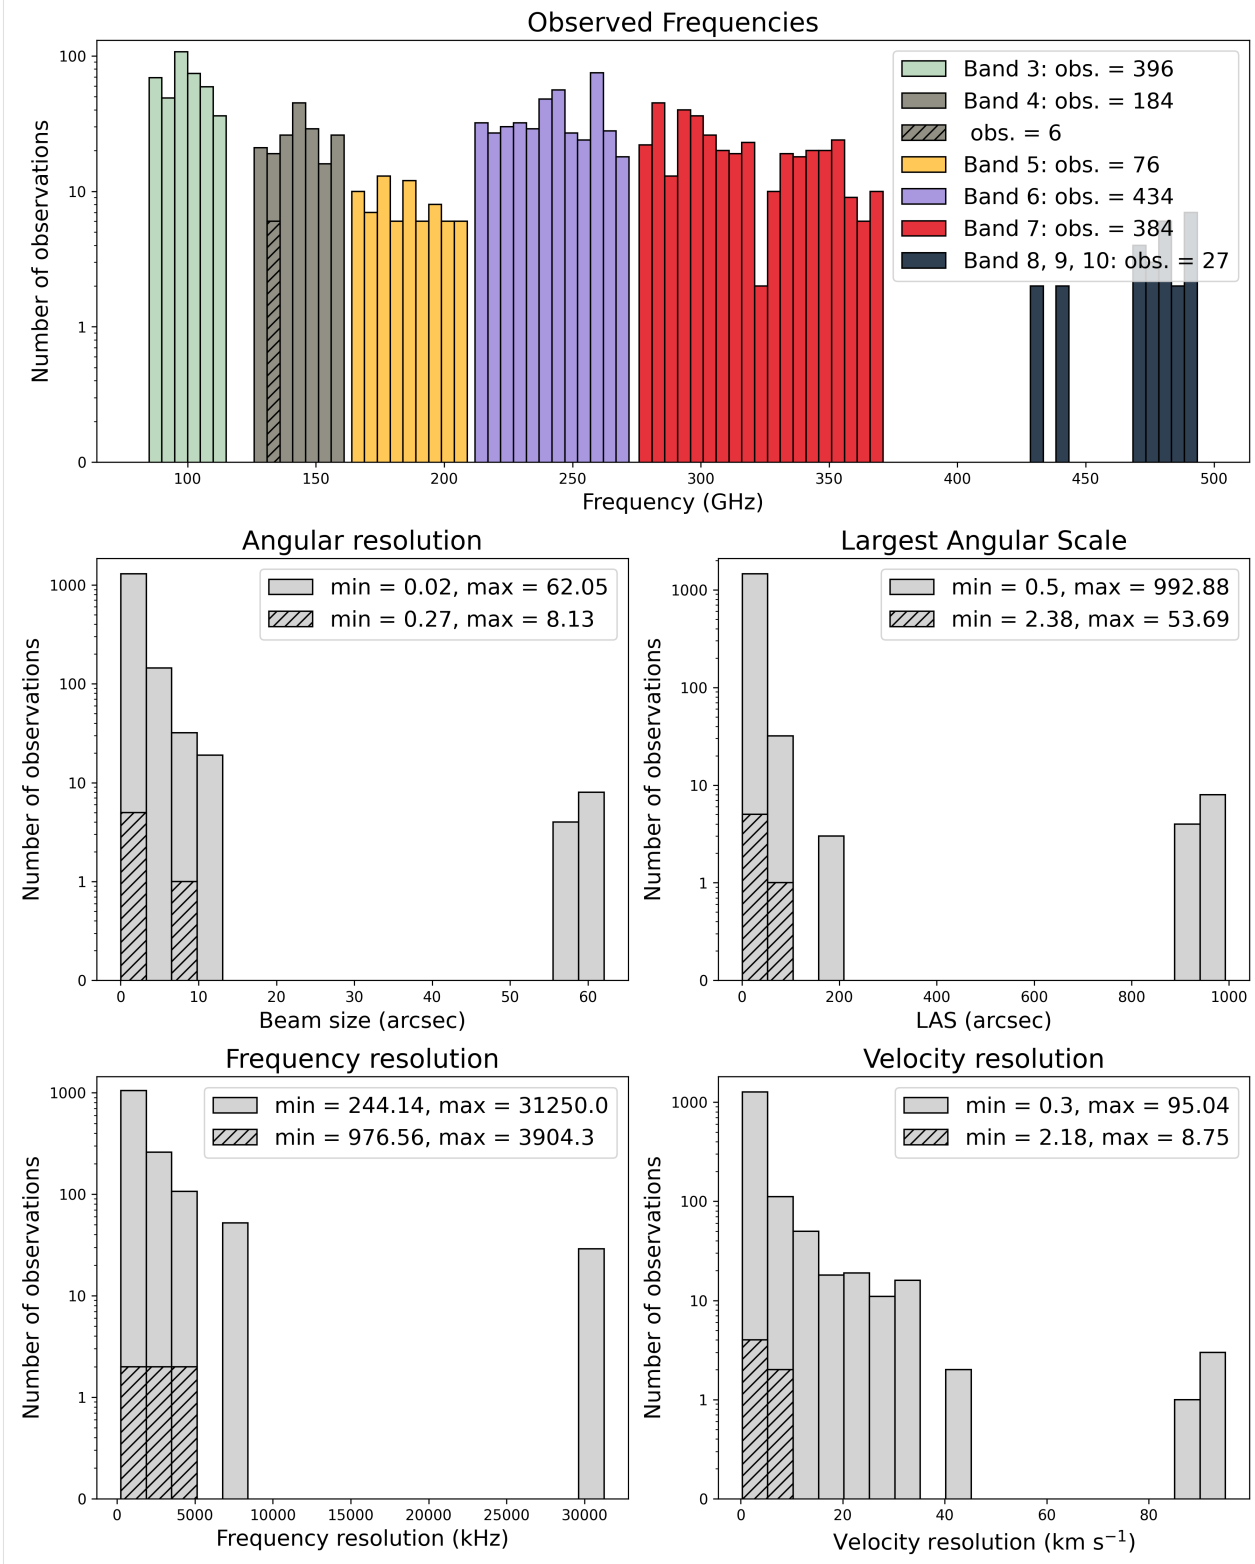 Observed Frequencies
Number of observations
100
10
1
0
Band 3: obs. = 396
Band 4: obs. = 184
obs. = 6
Band 5: obs. = 76
Band 6: obs. = 434
Band 7: obs. = 384
Band 8, 9, 10: obs. = 27
100 150 200 250 300 350 400 450 500
Frequency (GHz)
Angular resolution
Number of observations
1000
100
10
1
0
min = 0.02, max = 62.05
min = 0.27, max = 8.13
0 10 20 30 40 50 60
Beam size (arcsec)
Largest Angular Scale
Number of observations
1000
100
10
1
0
min = 0.5, max = 992.88
min = 2.38, max = 53.69
0 200 400 600 800 1000
LAS (arcsec)
Frequency resolution
Number of observations
1000
100
10
1
0
min = 244.14, max = 31250.0
min = 976.56, max = 3904.3
0 5000 10000 15000 20000 25000 30000
Frequency resolution (kHz)
Velocity resolution
Number of observations
1000
100
10
1
0
min = 0.3, max = 95.04
min = 2.18, max = 8.75
0 20 40 60 80
Velocity resolution (km s⁻¹)